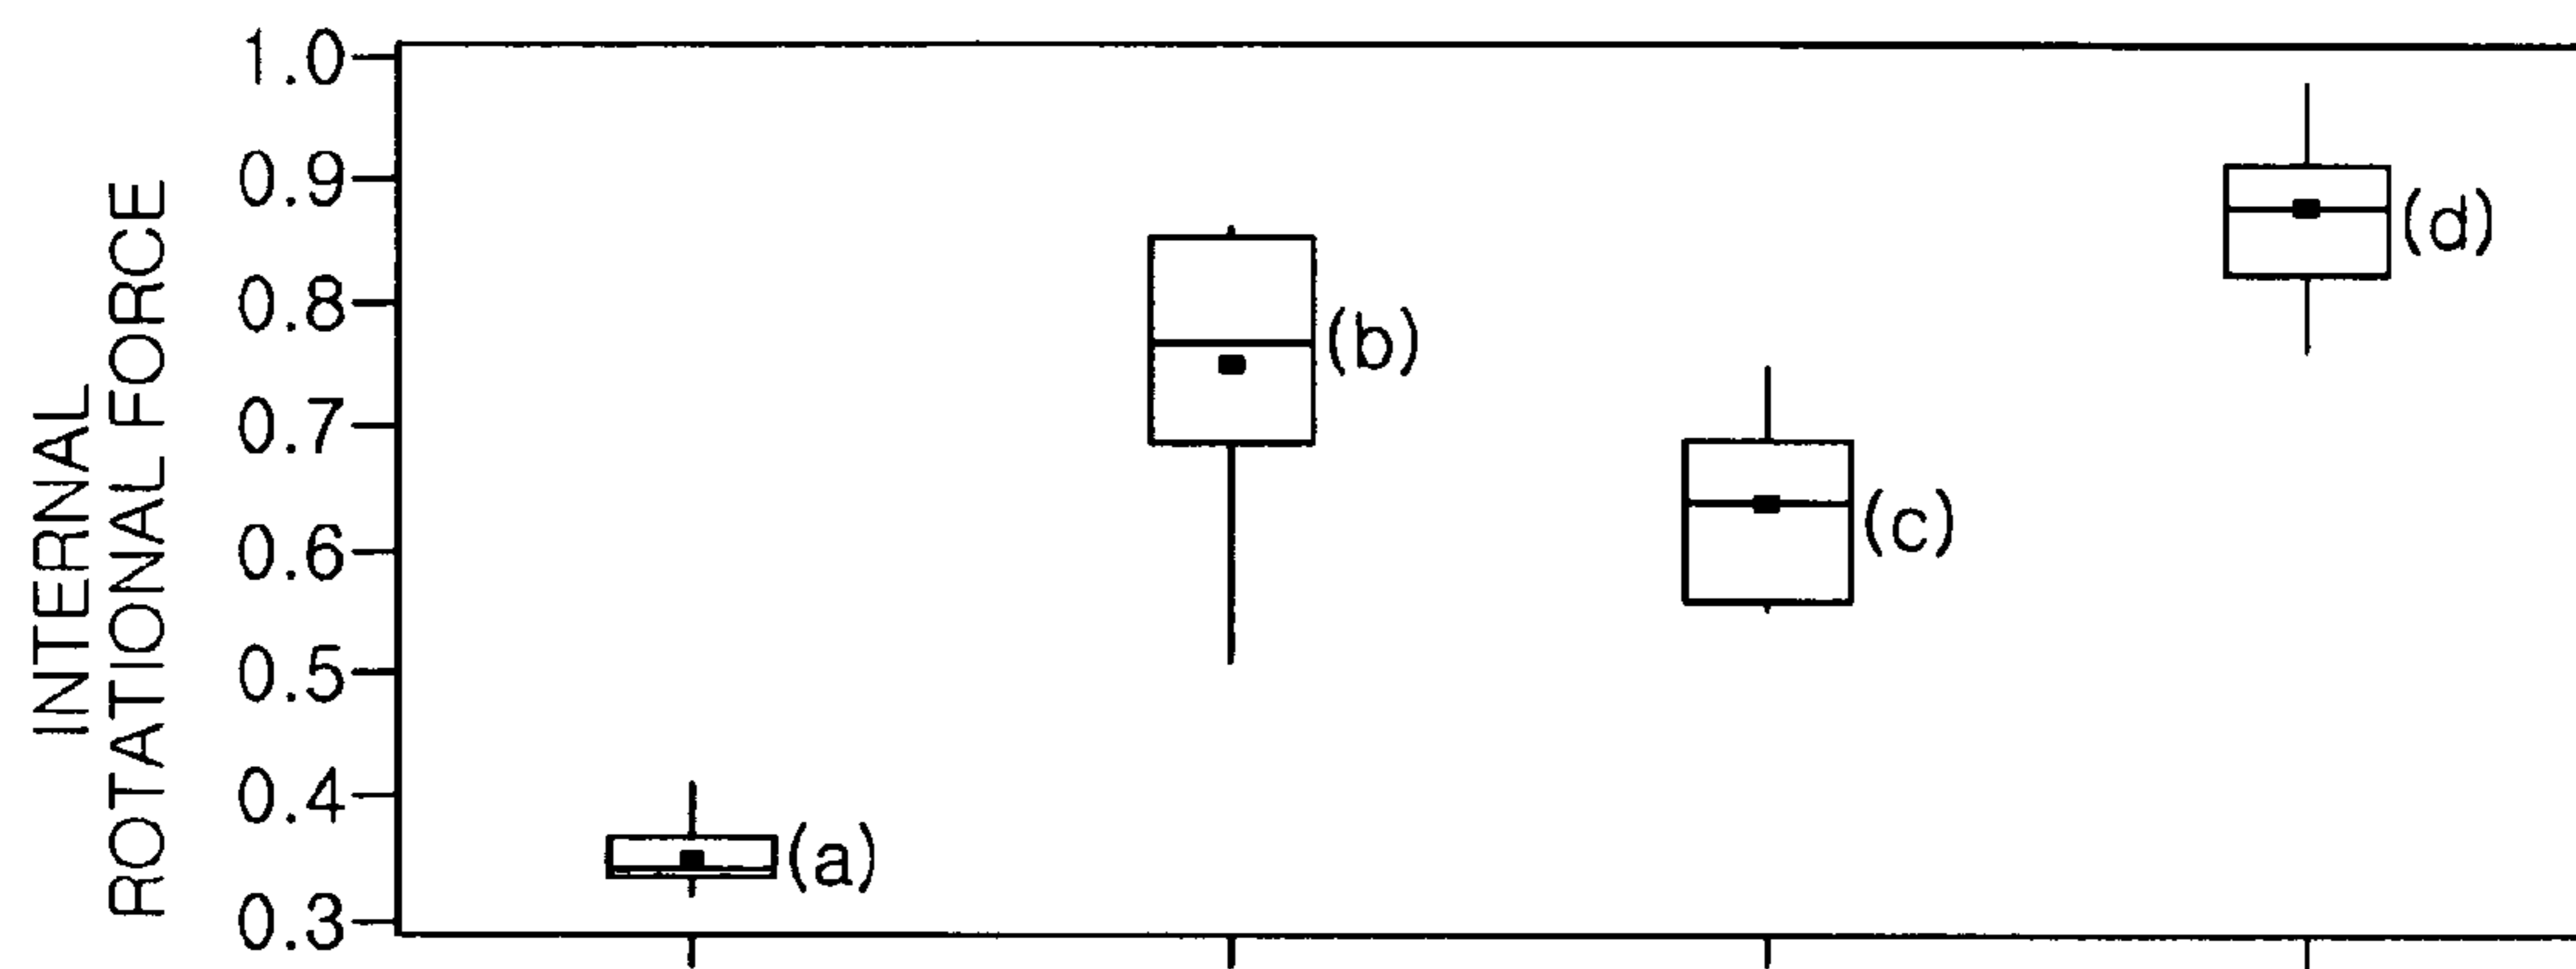 INTERNAL
ROTATIONAL FORCE
1.0
0.9
0.8
0.7
0.6
0.5
0.4
0.3
(a)
(b)
(c)
(d)